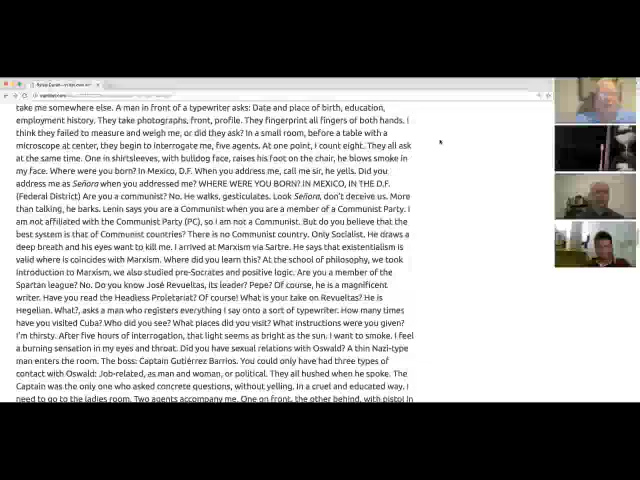 take me somewhere else. A man in front of a typewriter asks: Date and place of birth, education,
employment history. They take photographs, front, profile. They fingerprint all fingers of both hands. I
think they failed to measure and weigh me, or did they ask? In a small room, before a table with a
microscope at center, they begin to interrogate me, five agents. At one point, I count eight. They all ask
at the same time. One in shirtsleeves, with bulldog face, raises his foot on the chair, he blows smoke in
my face. Where were you born? In Mexico, D.F. When you address me, call me sir, he yells. Did you
address me as Señora when you addressed me? WHERE WERE YOU BORN? IN MEXICO, IN THE D.F.
(Federal District) Are you a communist? No. He walks, gesticulates. Look Señora, don't deceive us. More
than talking, he barks. Lenin says you are a Communist when you are a member of a Communist Party. I
am not affiliated with the Communist Party (PC), so I am not a Communist. But do you believe that the
best system is that of Communist countries? There is no Communist country. Only Socialist. He draws a
deep breath and his eyes want to kill me. I arrived at Marxism via Sartre. He says that existentialism is
valid where is coincides with Marxism. Where did you learn this? At the school of philosophy, we took
Introduction to Marxism, we also studied pre-Socrates and positive logic. Are you a member of the
Spartan league? No. Do you know José Revueltas, its leader? Pepe? Of course, he is a magnificent
writer. Have you read the Headless Proletariat? Of course! What is your take on Revueltas? He is
Hegelian. What?, asks a man who registers everything I say onto a sort of typewriter. How many times
have you visited Cuba? Who did you see? What places did you visit? What instructions were you given?
I'm thirsty. After five hours of interrogation, that light seems as bright as the sun. I want to smoke. I feel
a burning sensation in my eyes and throat. Did you have sexual relations with Oswald? A thin Nazi-type
man enters the room. The boss: Captain Gutiérrez Barrios. You could only have had three types of
contact with Oswald: Job-related, as man and woman, or political. They all hushed when he spoke. The
Captain was the only one who asked concrete questions, without yelling. In a cruel and educated way. I
need to go to the ladies room. Two agents accompany me. One on front, the other behind, with pistol in